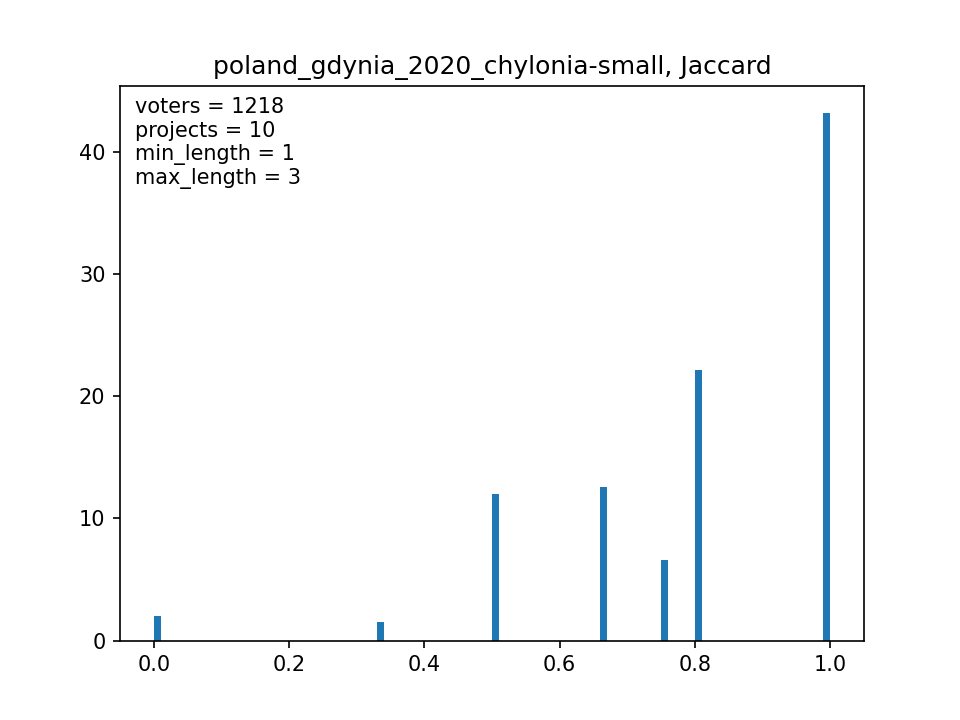 poland_gdynia_2020_chylonia-small, Jaccard
voters = 1218
projects = 10
min_length = 1
max_length = 3
40
30
20
10
0
0.0 0.2 0.4 0.6 0.8 1.0